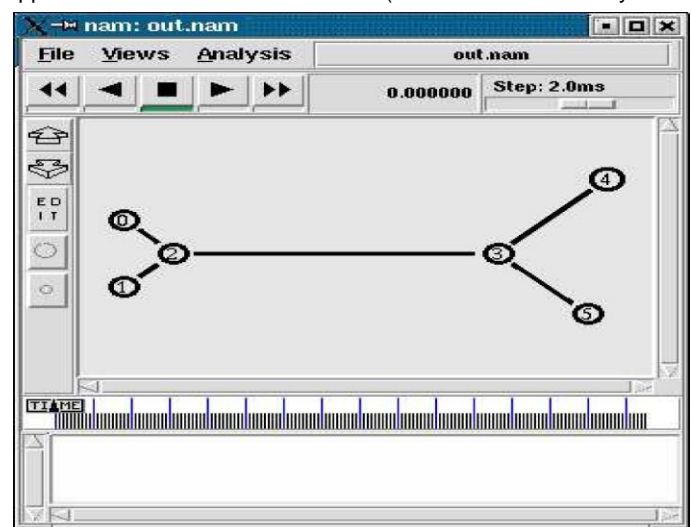 nam: out.nam
File Views Analysis out.nam
0.000000 Step: 2.0ms
ED
IT
4
0
2 3
1
5
TIME